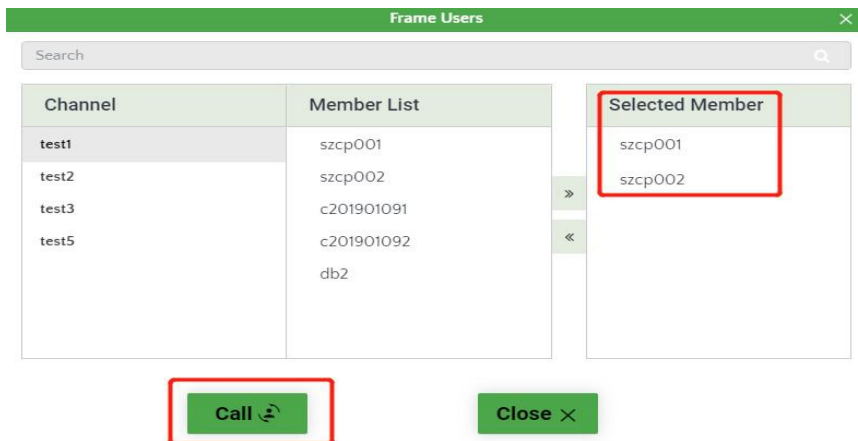 Frame Users
Search
Channel
test1
test2
test3
test5
Member List
szcp001
szcp002
c201901091
c201901092
db2
Selected Member
szcp001
szcp002
Call
Close